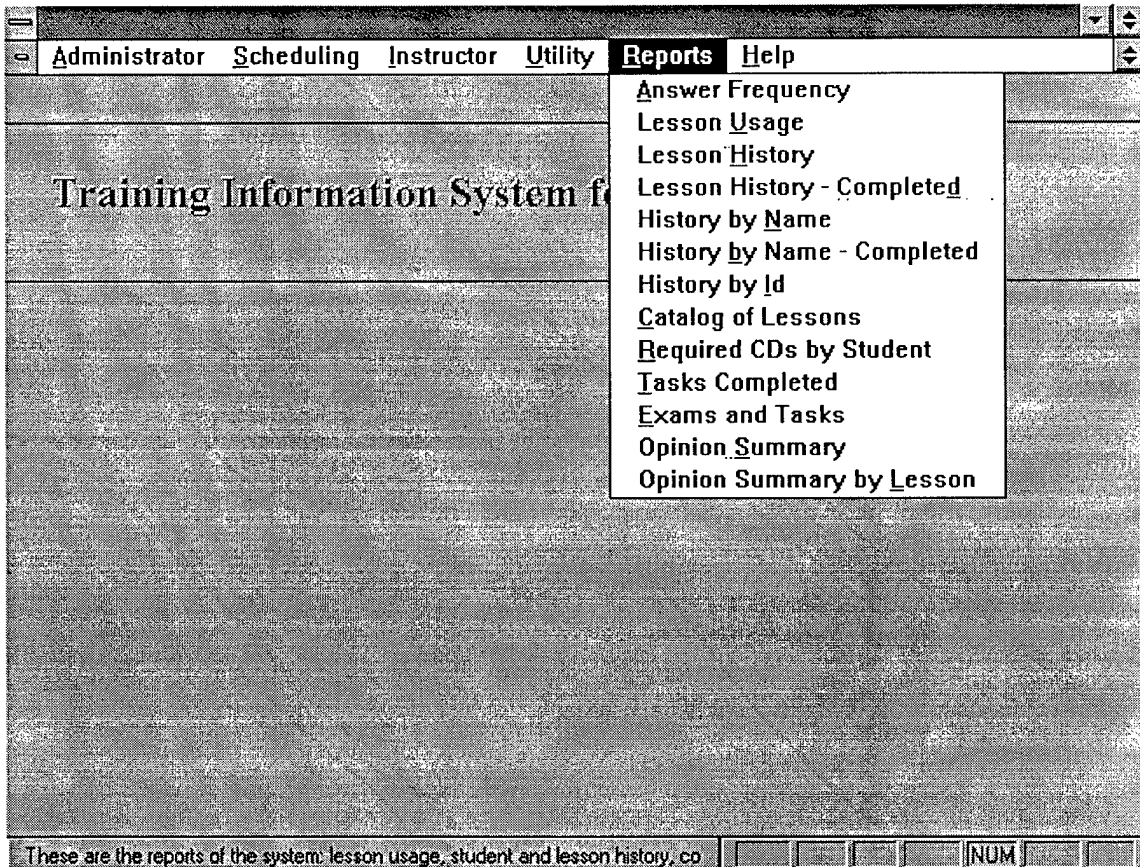 Administrator Scheduling Instructor Utility Reports Help
Answer Frequency
Lesson Usage
Lesson History
Lesson History - Completed
History by Name
History by Name - Completed
History by Id
Catalog of Lessons
Required CDs by Student
Tasks Completed
Exams and Tasks
Opinion Summary
Opinion Summary by Lesson
Training Information System fo
These are the reports of the system: lesson usage, student and lesson history, co NUM